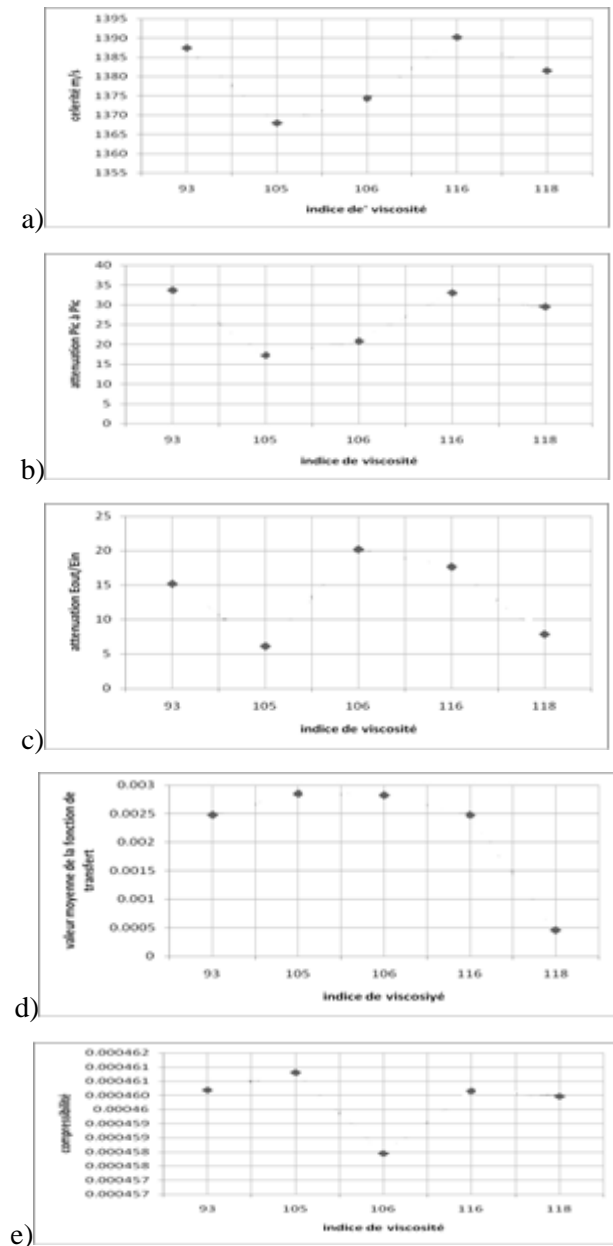 celerité m/s
1395
1390
1385
1380
1375
1370
1365
1360
1355
93 105 106 116 118
indice de" viscosité
a)
attenuation Pic à Pic
40
35
30
25
20
15
10
5
0
93 105 106 116 118
indice de viscosité
b)
attenuation Eout/Ein
25
20
15
10
5
0
93 105 106 116 118
indice de viscosité
c)
valeur moyenne de la fonction de
transfert
0.003
0.0025
0.002
0.0015
0.001
0.0005
0
93 105 106 116 118
indice de viscosiyé
d)
compressibilité
0.000462
0.000461
0.000461
0.000460
0.00046
0.000459
0.000459
0.000458
0.000458
0.000457
0.000457
93 105 106 116 118
indice de viscosité
e)